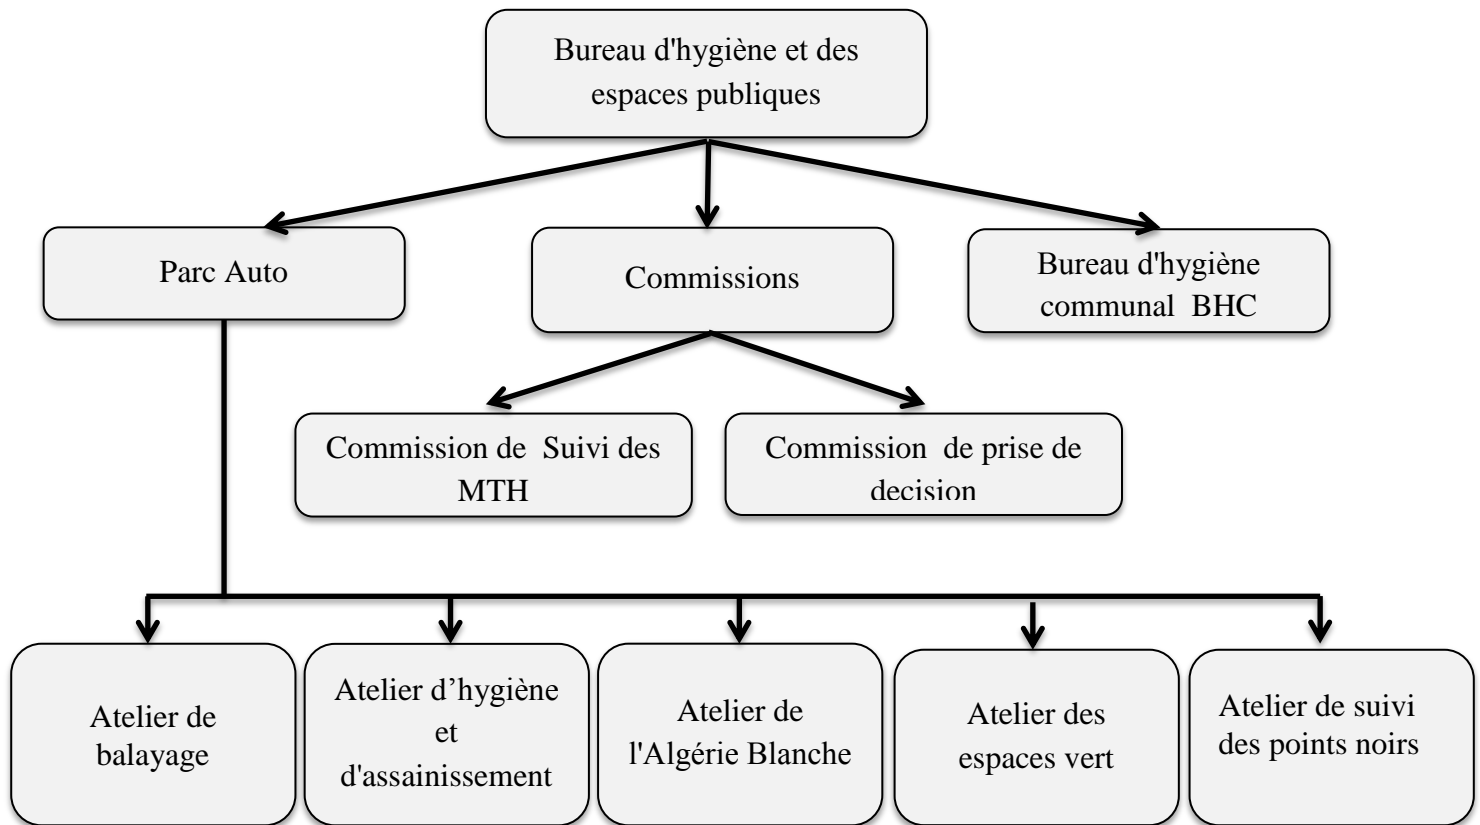 Bureau d'hygiène et des
espaces publiques
Parc Auto
Commissions
Bureau d'hygiène
communal BHC
Commission de Suivi des
MTH
Commission de prise de
decision
Atelier de
balayage
Atelier d’hygiène
et
d'assainissement
Atelier de
l'Algérie Blanche
Atelier des
espaces vert
Atelier de suivi
des points noirs